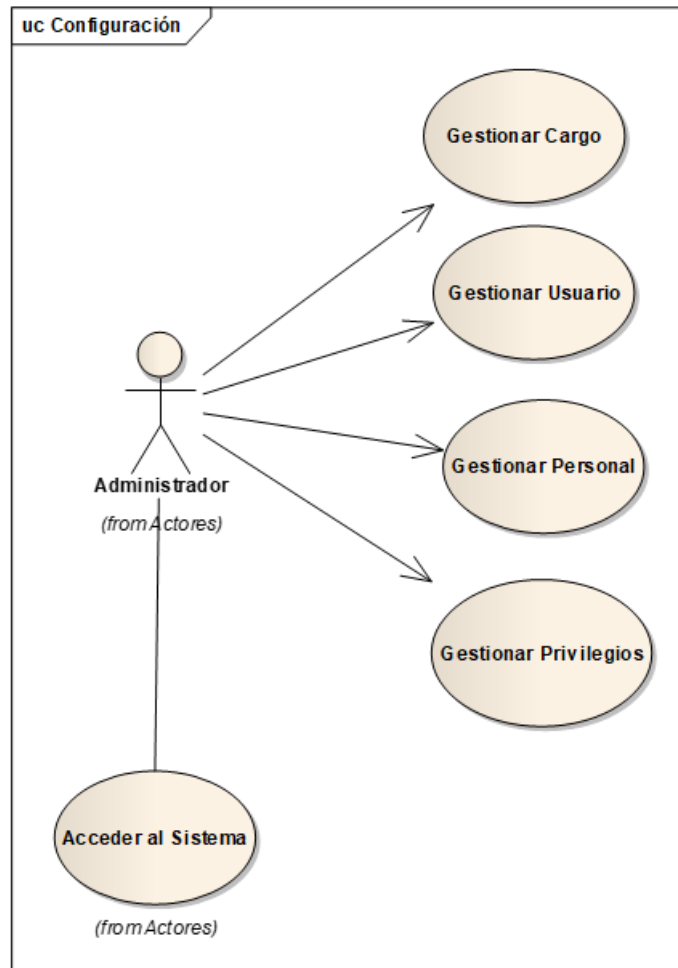 uc Configuración
Gestionar Cargo
Gestionar Usuario
Gestionar Personal
Administrador
(from Actores)
Gestionar Privilegios
Acceder al Sistema
(from Actores)